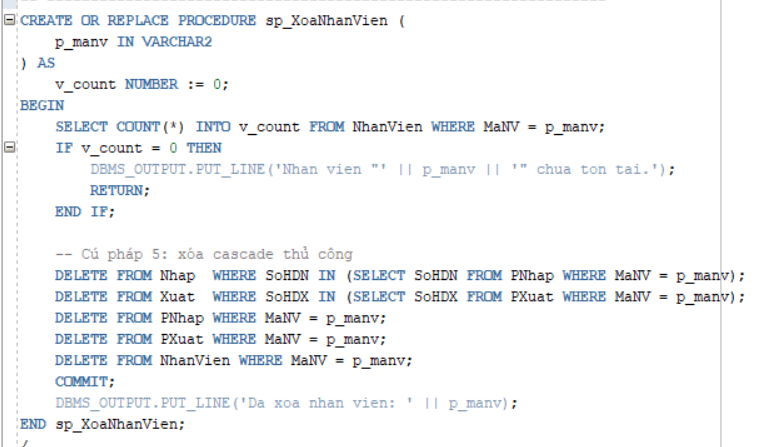 CREATE OR REPLACE PROCEDURE sp_XoaNhanVien (
    p_manv IN VARCHAR2
) AS
    v_count NUMBER := 0;
BEGIN
    SELECT COUNT(*) INTO v_count FROM NhanVien WHERE MaNV = p_manv;
    IF v_count = 0 THEN
        DBMS_OUTPUT.PUT_LINE('Nhan vien "' || p_manv || '" chua ton tai.');
        RETURN;
    END IF;

    -- Cú pháp 5: xóa cascade thủ công
    DELETE FROM Nhap  WHERE SoHDN IN (SELECT SoHDN FROM PNhap WHERE MaNV = p_manv);
    DELETE FROM Xuat  WHERE SoHDX IN (SELECT SoHDX FROM PXuat WHERE MaNV = p_manv);
    DELETE FROM PNhap WHERE MaNV = p_manv;
    DELETE FROM PXuat WHERE MaNV = p_manv;
    DELETE FROM NhanVien WHERE MaNV = p_manv;
    COMMIT;
    DBMS_OUTPUT.PUT_LINE('Da xoa nhan vien: ' || p_manv);
END sp_XoaNhanVien;
/